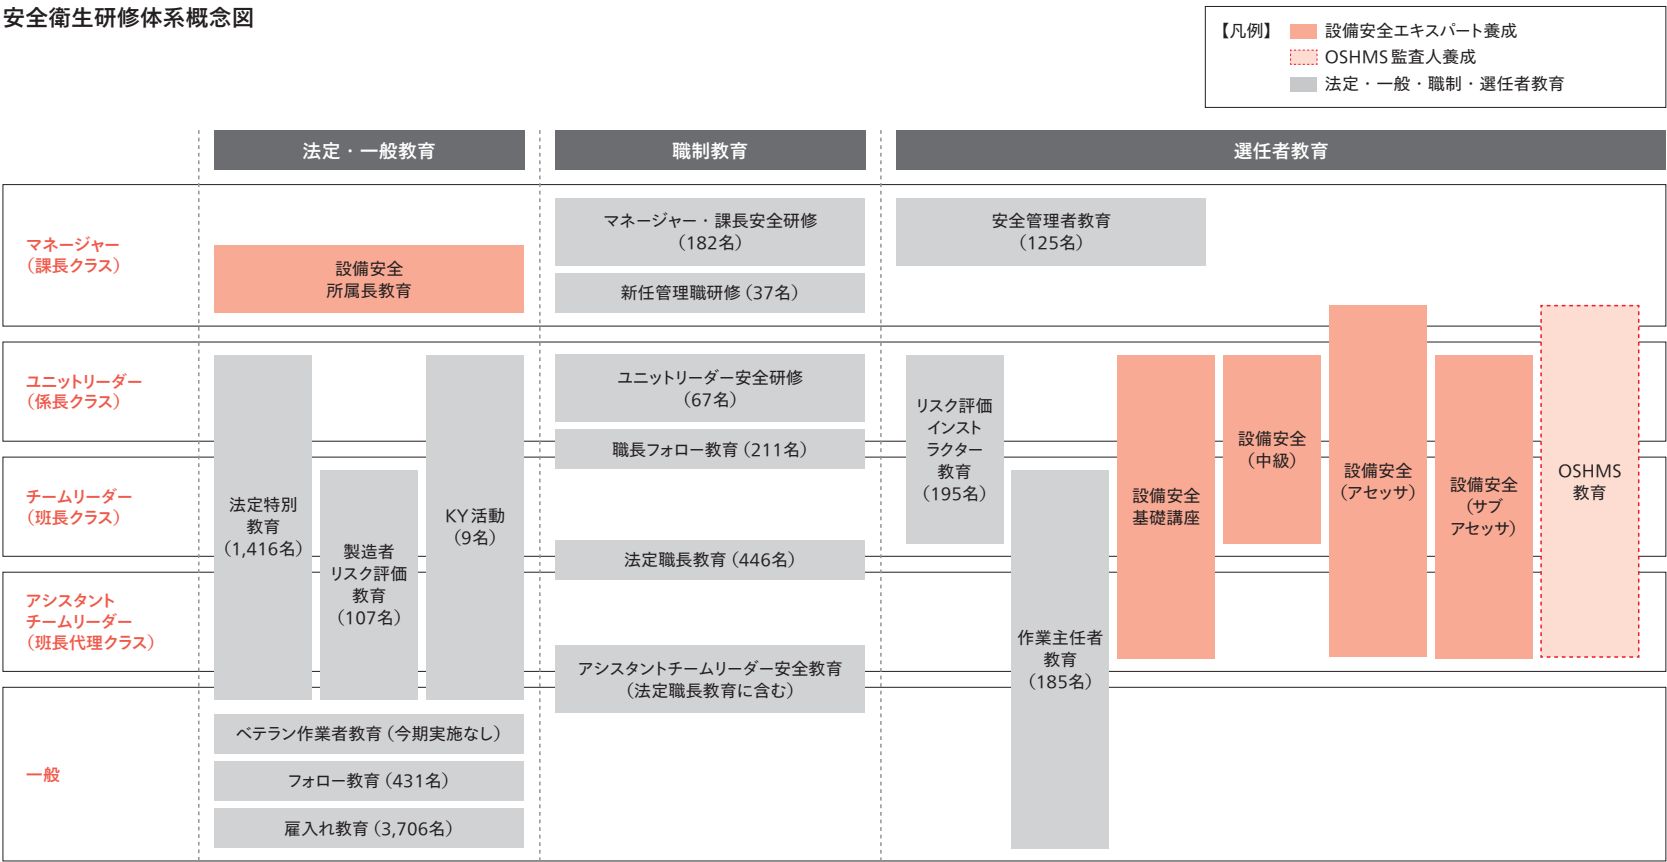 安全衛生研修体系概念図
【凡例】
設備安全エキスパート養成
OSHMS監査人養成
法定・一般・職制・選任者教育
法定・一般教育
職制教育
選任者教育
マネージャー
（課長クラス）
設備安全
所属長教育
マネージャー・課長安全研修
（182名）
新任管理職研修（37名）
安全管理者教育
（125名）
ユニットリーダー
（係長クラス）
ユニットリーダー安全研修
（67名）
職長フォロー教育（211名）
チームリーダー
（班長クラス）
法定職長教育（446名）
アシスタント
チームリーダー
（班長代理クラス）
アシスタントチームリーダー安全教育
（法定職長教育に含む）
法定特別
教育
（1,416名）
製造者
リスク評価
教育
（107名）
KY活動
（9名）
リスク評価
インスト
ラクター
教育
（195名）
作業主任者
教育
（185名）
設備安全
基礎講座
設備安全
（中級）
設備安全
（アセッサ）
設備安全
（サブ
アセッサ）
OSHMS
教育
一般
ベテラン作業者教育（今期実施なし）
フォロー教育（431名）
雇入れ教育（3,706名）